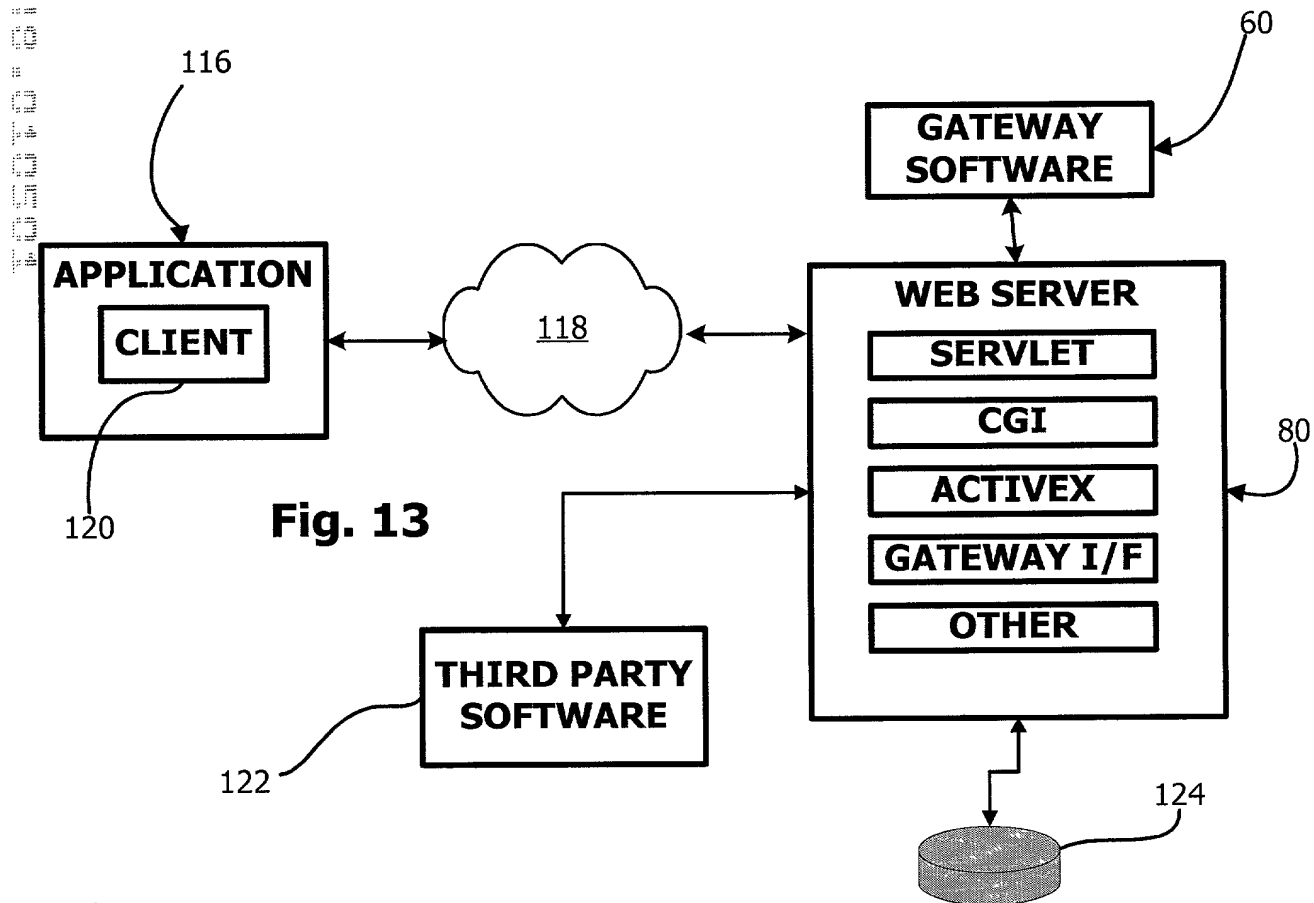 60
116
GATEWAY
SOFTWARE
APPLICATION
CLIENT
118
WEB SERVER
SERVLET
CGI
ACTIVEX
GATEWAY I/F
OTHER
80
120
Fig. 13
THIRD PARTY
SOFTWARE
122
124